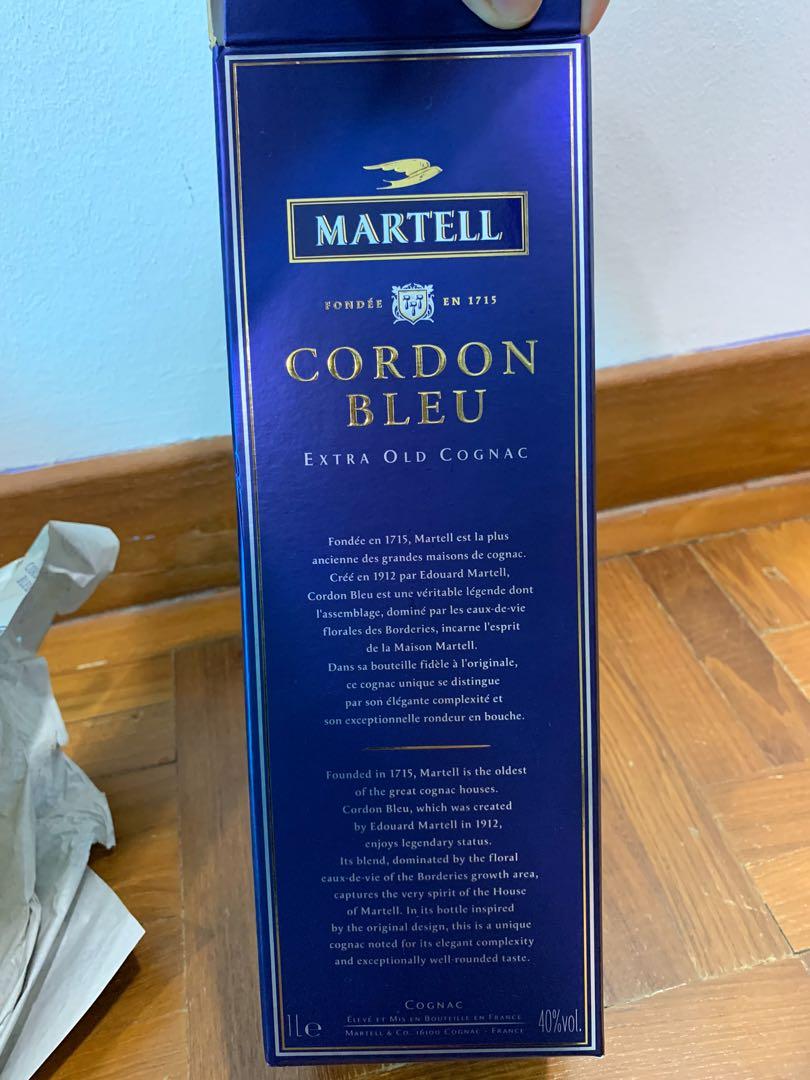 MARTELL
FONDÉE EN 1715
CORDON
BLEU
EXTRA OLD COGNAC
Fondée en 1715, Martell est la plus
ancienne des grandes maisons de cognac.
Créé en 1912 par Edouard Martell,
Cordon Bleu est une véritable légende dont
l'assemblage, dominé par les eaux-de-vie
florales des Borderies, incarne l'esprit
de la Maison Martell.
Dans sa bouteille fidèle à l'originale,
ce cognac unique se distingue
par son élégante complexité et
son exceptionnelle rondeur en bouche.
Founded in 1715, Martell is the oldest
of the great cognac houses.
Cordon Bleu, which was created
by Edouard Martell in 1912,
enjoys legendary status.
Its blend, dominated by the floral
eaux-de-vie of the Borderies growth area,
captures the very spirit of the House
of Martell. In its bottle inspired
by the original design, this is a unique
cognac noted for its elegant complexity
and exceptionally well-rounded taste.
COGNAC
1L e ÉLEVÉ ET MIS EN BOUTEILLE EN FRANCE 40%vol.
MARTELL & CO. 16100 COGNAC - FRANCE